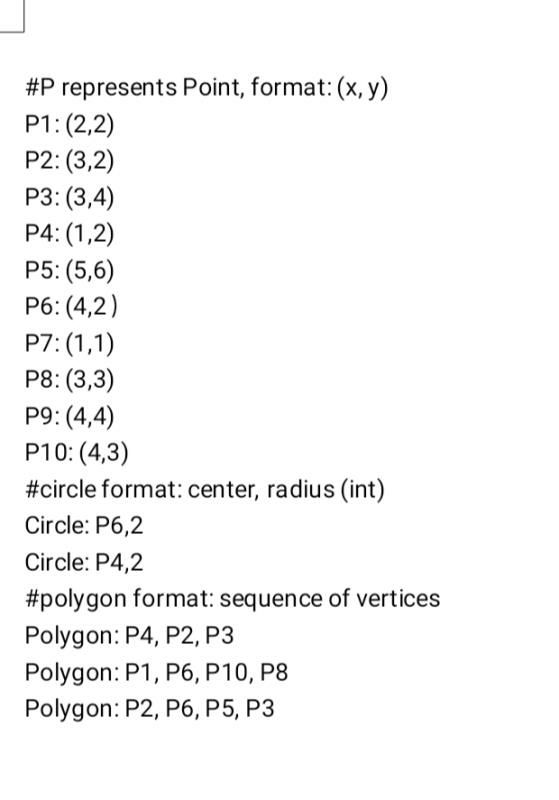 #P represents Point, format: (x, y)
P1: (2,2)
P2: (3,2)
P3: (3,4)
P4: (1,2)
P5: (5,6)
P6: (4,2)
P7: (1,1)
P8: (3,3)
P9: (4,4)
P10: (4,3)
#circle format: center, radius (int)
Circle: P6,2
Circle: P4,2
#polygon format: sequence of vertices
Polygon: P4, P2, P3
Polygon: P1, P6, P10, P8
Polygon: P2, P6, P5, P3